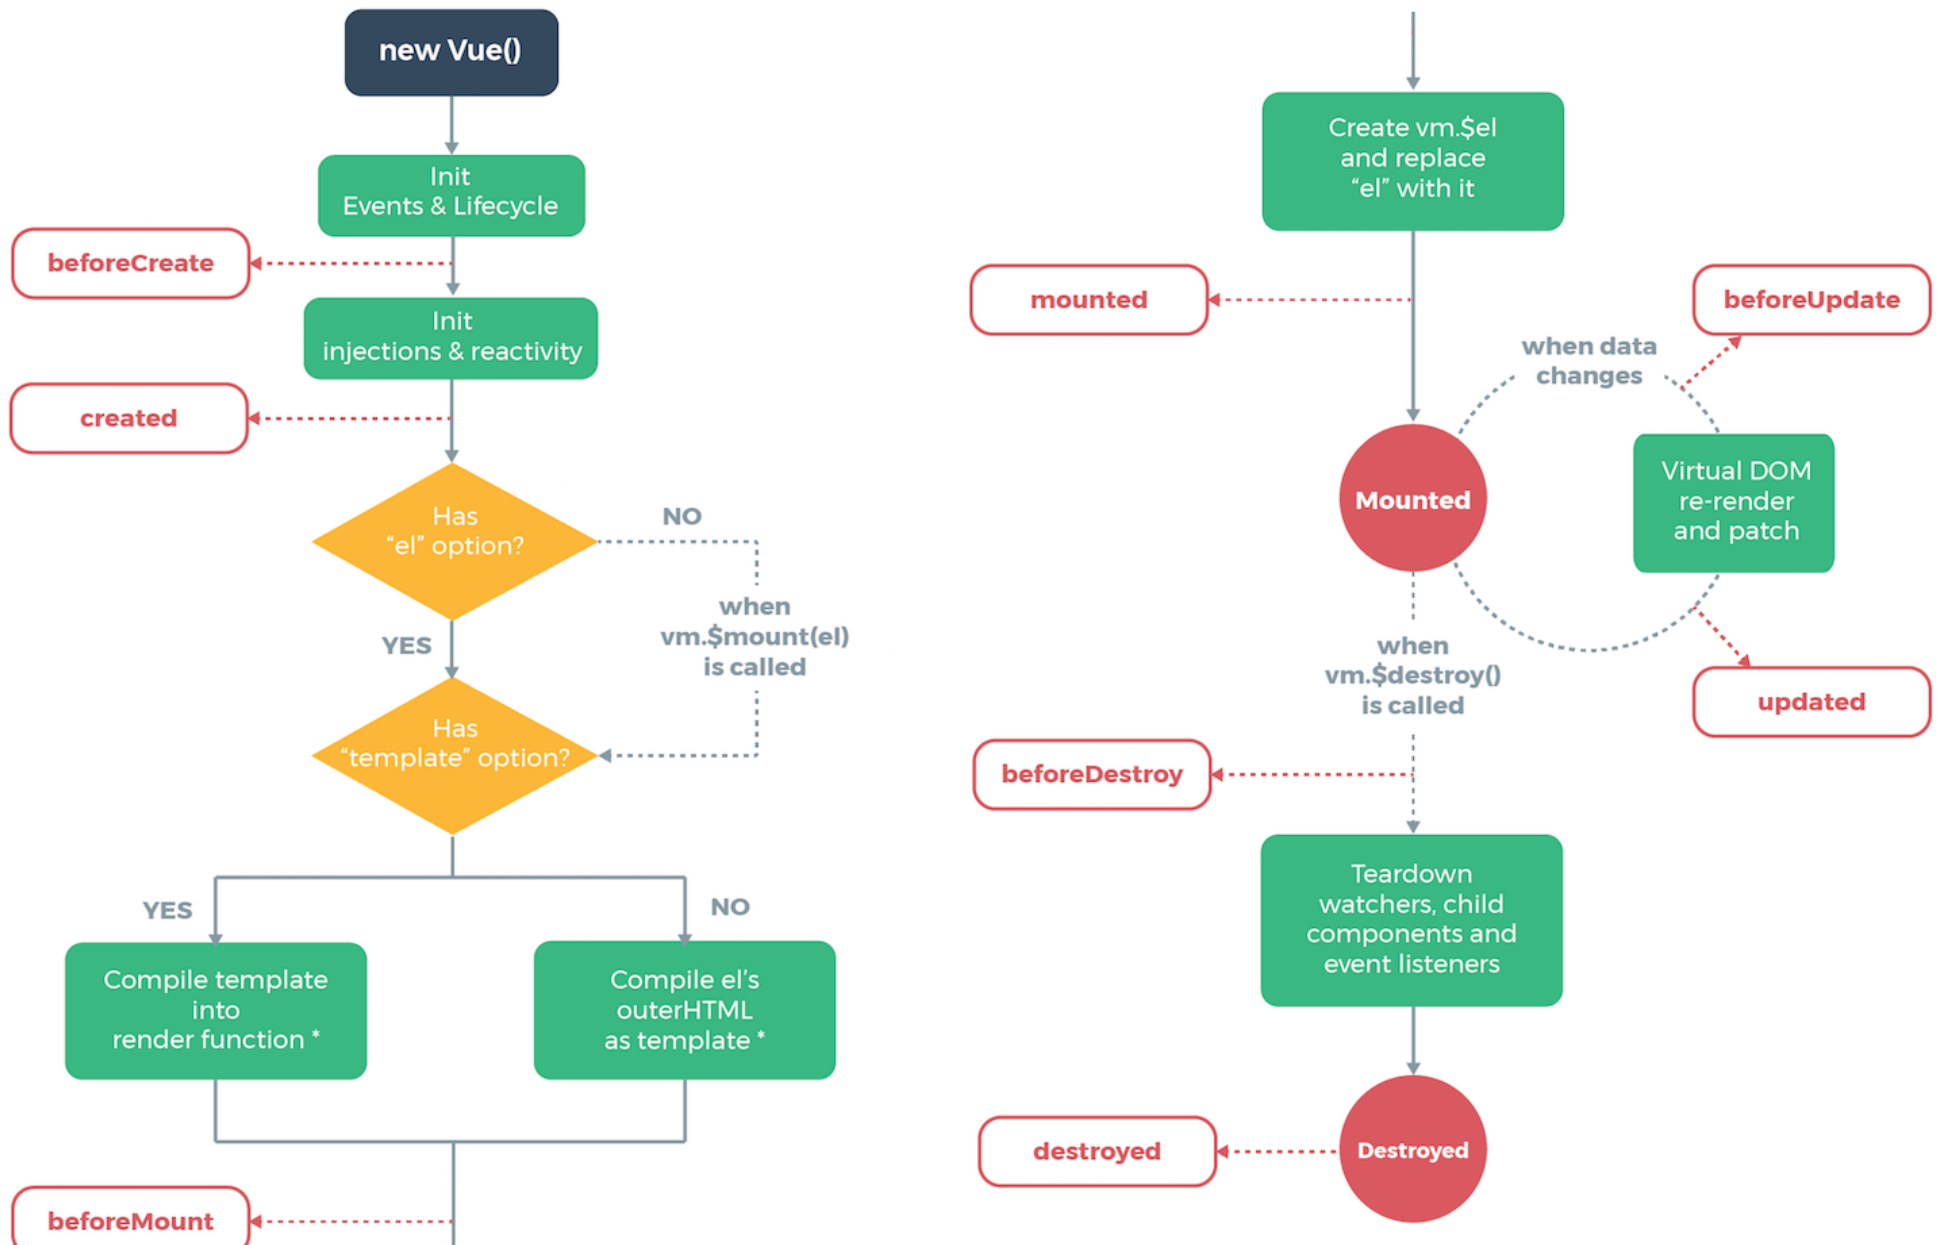 new Vue()
Init
Events & Lifecycle
beforeCreate
Init
injections & reactivity
created
Has
“el” option?
NO
when
vm.$mount(el)
is called
YES
Has
“template” option?
YES
NO
Compile template
into
render function *
Compile el’s
outerHTML
as template *
beforeMount
Create vm.$el
and replace
“el” with it
mounted
beforeUpdate
when data
changes
Mounted
Virtual DOM
re-render
and patch
when
vm.$destroy()
is called
updated
beforeDestroy
Teardown
watchers, child
components and
event listeners
destroyed
Destroyed